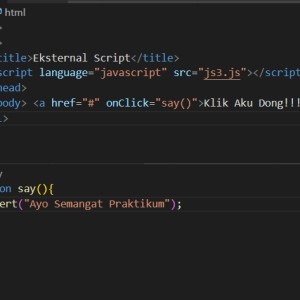 html
>
>
title>Eksternal Script</title>
script language="javascript" src="js3.js"></script
head>
body> <a href="#" onClick="say()">Klik Aku Dong!!!
l>
on say(){
ert("Ayo Semangat Praktikum");